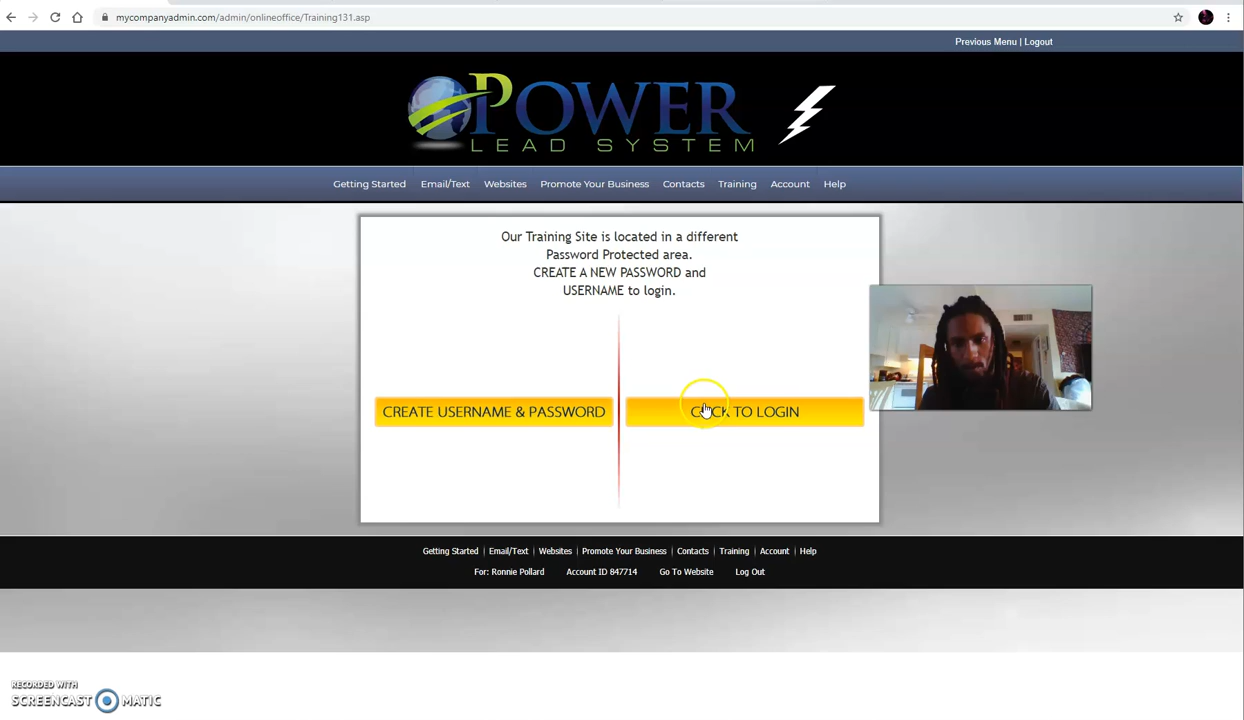 mycompanyadmin.com/admin/onlineoffice/Training131.asp
Previous Menu | Logout
POWER
LEAD SYSTEM
Getting Started Email/Text Websites Promote Your Business Contacts Training Account Help
Our Training Site is located in a different
Password Protected area.
CREATE A NEW PASSWORD and
USERNAME to login.
CREATE USERNAME & PASSWORD
CLICK TO LOGIN
Getting Started | Email/Text | Websites | Promote Your Business | Contacts | Training | Account | Help
For: Ronnie Pollard Account ID 847714 Go To Website Log Out
RECORDED WITH
SCREENCAST MATIC